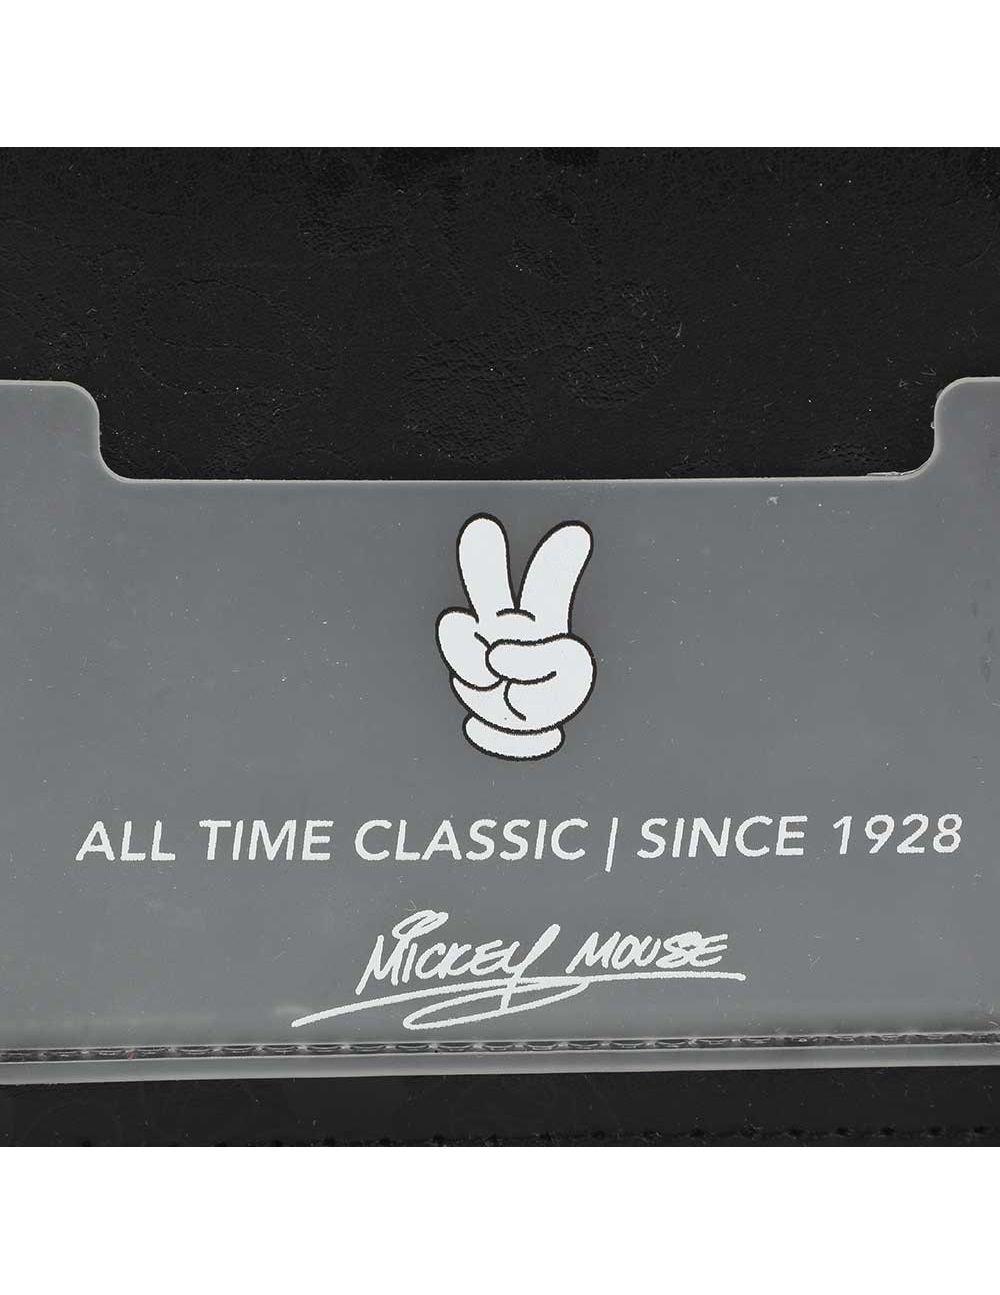 ALL TIME CLASSIC | SINCE 1928
MICKEY MOUSE